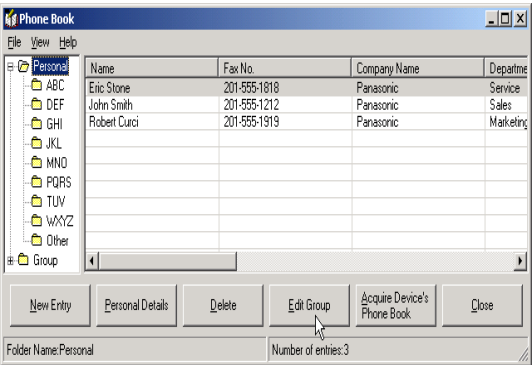 Phone Book
File View Help
Personal
ABC
DEF
GHI
JKL
MNO
PQRS
TUV
WXYZ
Other
Group
Name Fax No. Company Name Departme
Eric Stone 201-555-1818 Panasonic Service
John Smith 201-555-1212 Panasonic Sales
Robert Curci 201-555-1919 Panasonic Marketing
New Entry Personal Details Delete Edit Group Acquire Device's Phone Book Close
Folder Name:Personal Number of entries:3